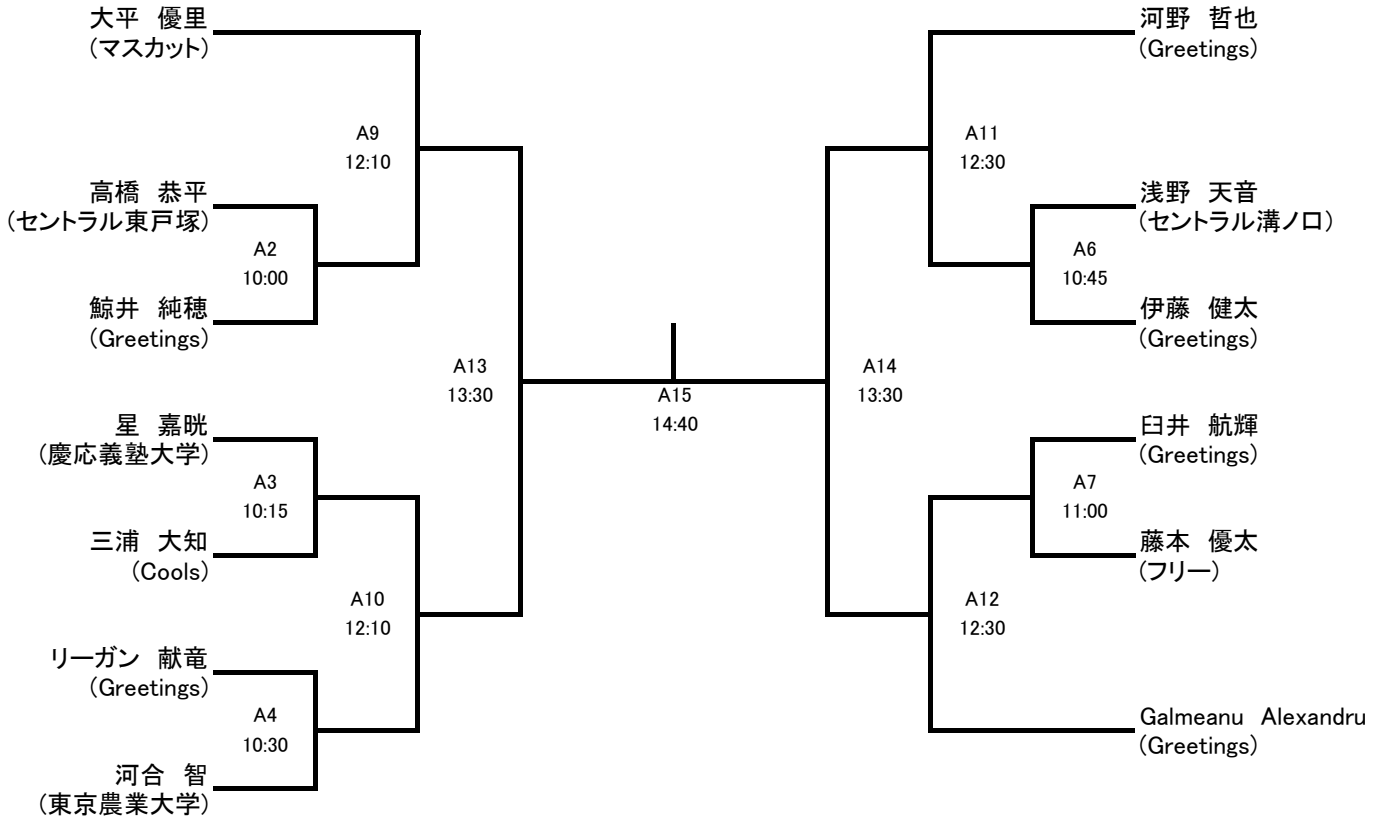 大平 優里
(マスカット)
A9
12:10
高橋 恭平
(セントラル東戸塚)
A2
10:00
鯨井 純穂
(Greetings)
A13
13:30
星 嘉晄
(慶応義塾大学)
A3
10:15
三浦 大知
(Cools)
A10
12:10
リーガン 献竜
(Greetings)
A4
10:30
河合 智
(東京農業大学)
A15
14:40
河野 哲也
(Greetings)
A11
12:30
浅野 天音
(セントラル溝ノ口)
A6
10:45
伊藤 健太
(Greetings)
A14
13:30
臼井 航輝
(Greetings)
A7
11:00
藤本 優太
(フリー)
A12
12:30
Galmeanu Alexandru
(Greetings)